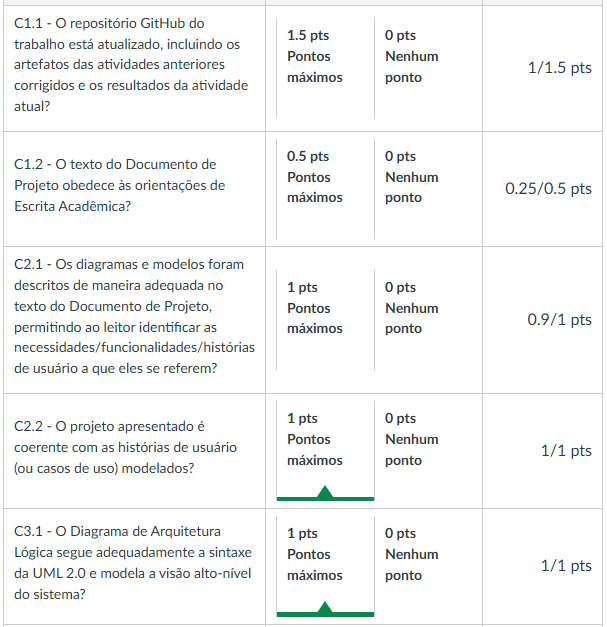 C1.1 - O repositório GitHub do
trabalho está atualizado, incluindo os
artefatos das atividades anteriores
corrigidos e os resultados da atividade
atual?
1.5 pts
Pontos
máximos
0 pts
Nenhum
ponto
1/1.5 pts
C1.2 - O texto do Documento de
Projeto obedece às orientações de
Escrita Acadêmica?
0.5 pts
Pontos
máximos
0 pts
Nenhum
ponto
0.25/0.5 pts
C2.1 - Os diagramas e modelos foram
descritos de maneira adequada no
texto do Documento de Projeto,
permitindo ao leitor identificar as
necessidades/funcionalidades/histórias
de usuário a que eles se referem?
1 pts
Pontos
máximos
0 pts
Nenhum
ponto
0.9/1 pts
C2.2 - O projeto apresentado é
coerente com as histórias de usuário
(ou casos de uso) modelados?
1 pts
Pontos
máximos
0 pts
Nenhum
ponto
1/1 pts
C3.1 - O Diagrama de Arquitetura
Lógica segue adequadamente a sintaxe
da UML 2.0 e modela a visão alto-nível
do sistema?
1 pts
Pontos
máximos
0 pts
Nenhum
ponto
1/1 pts